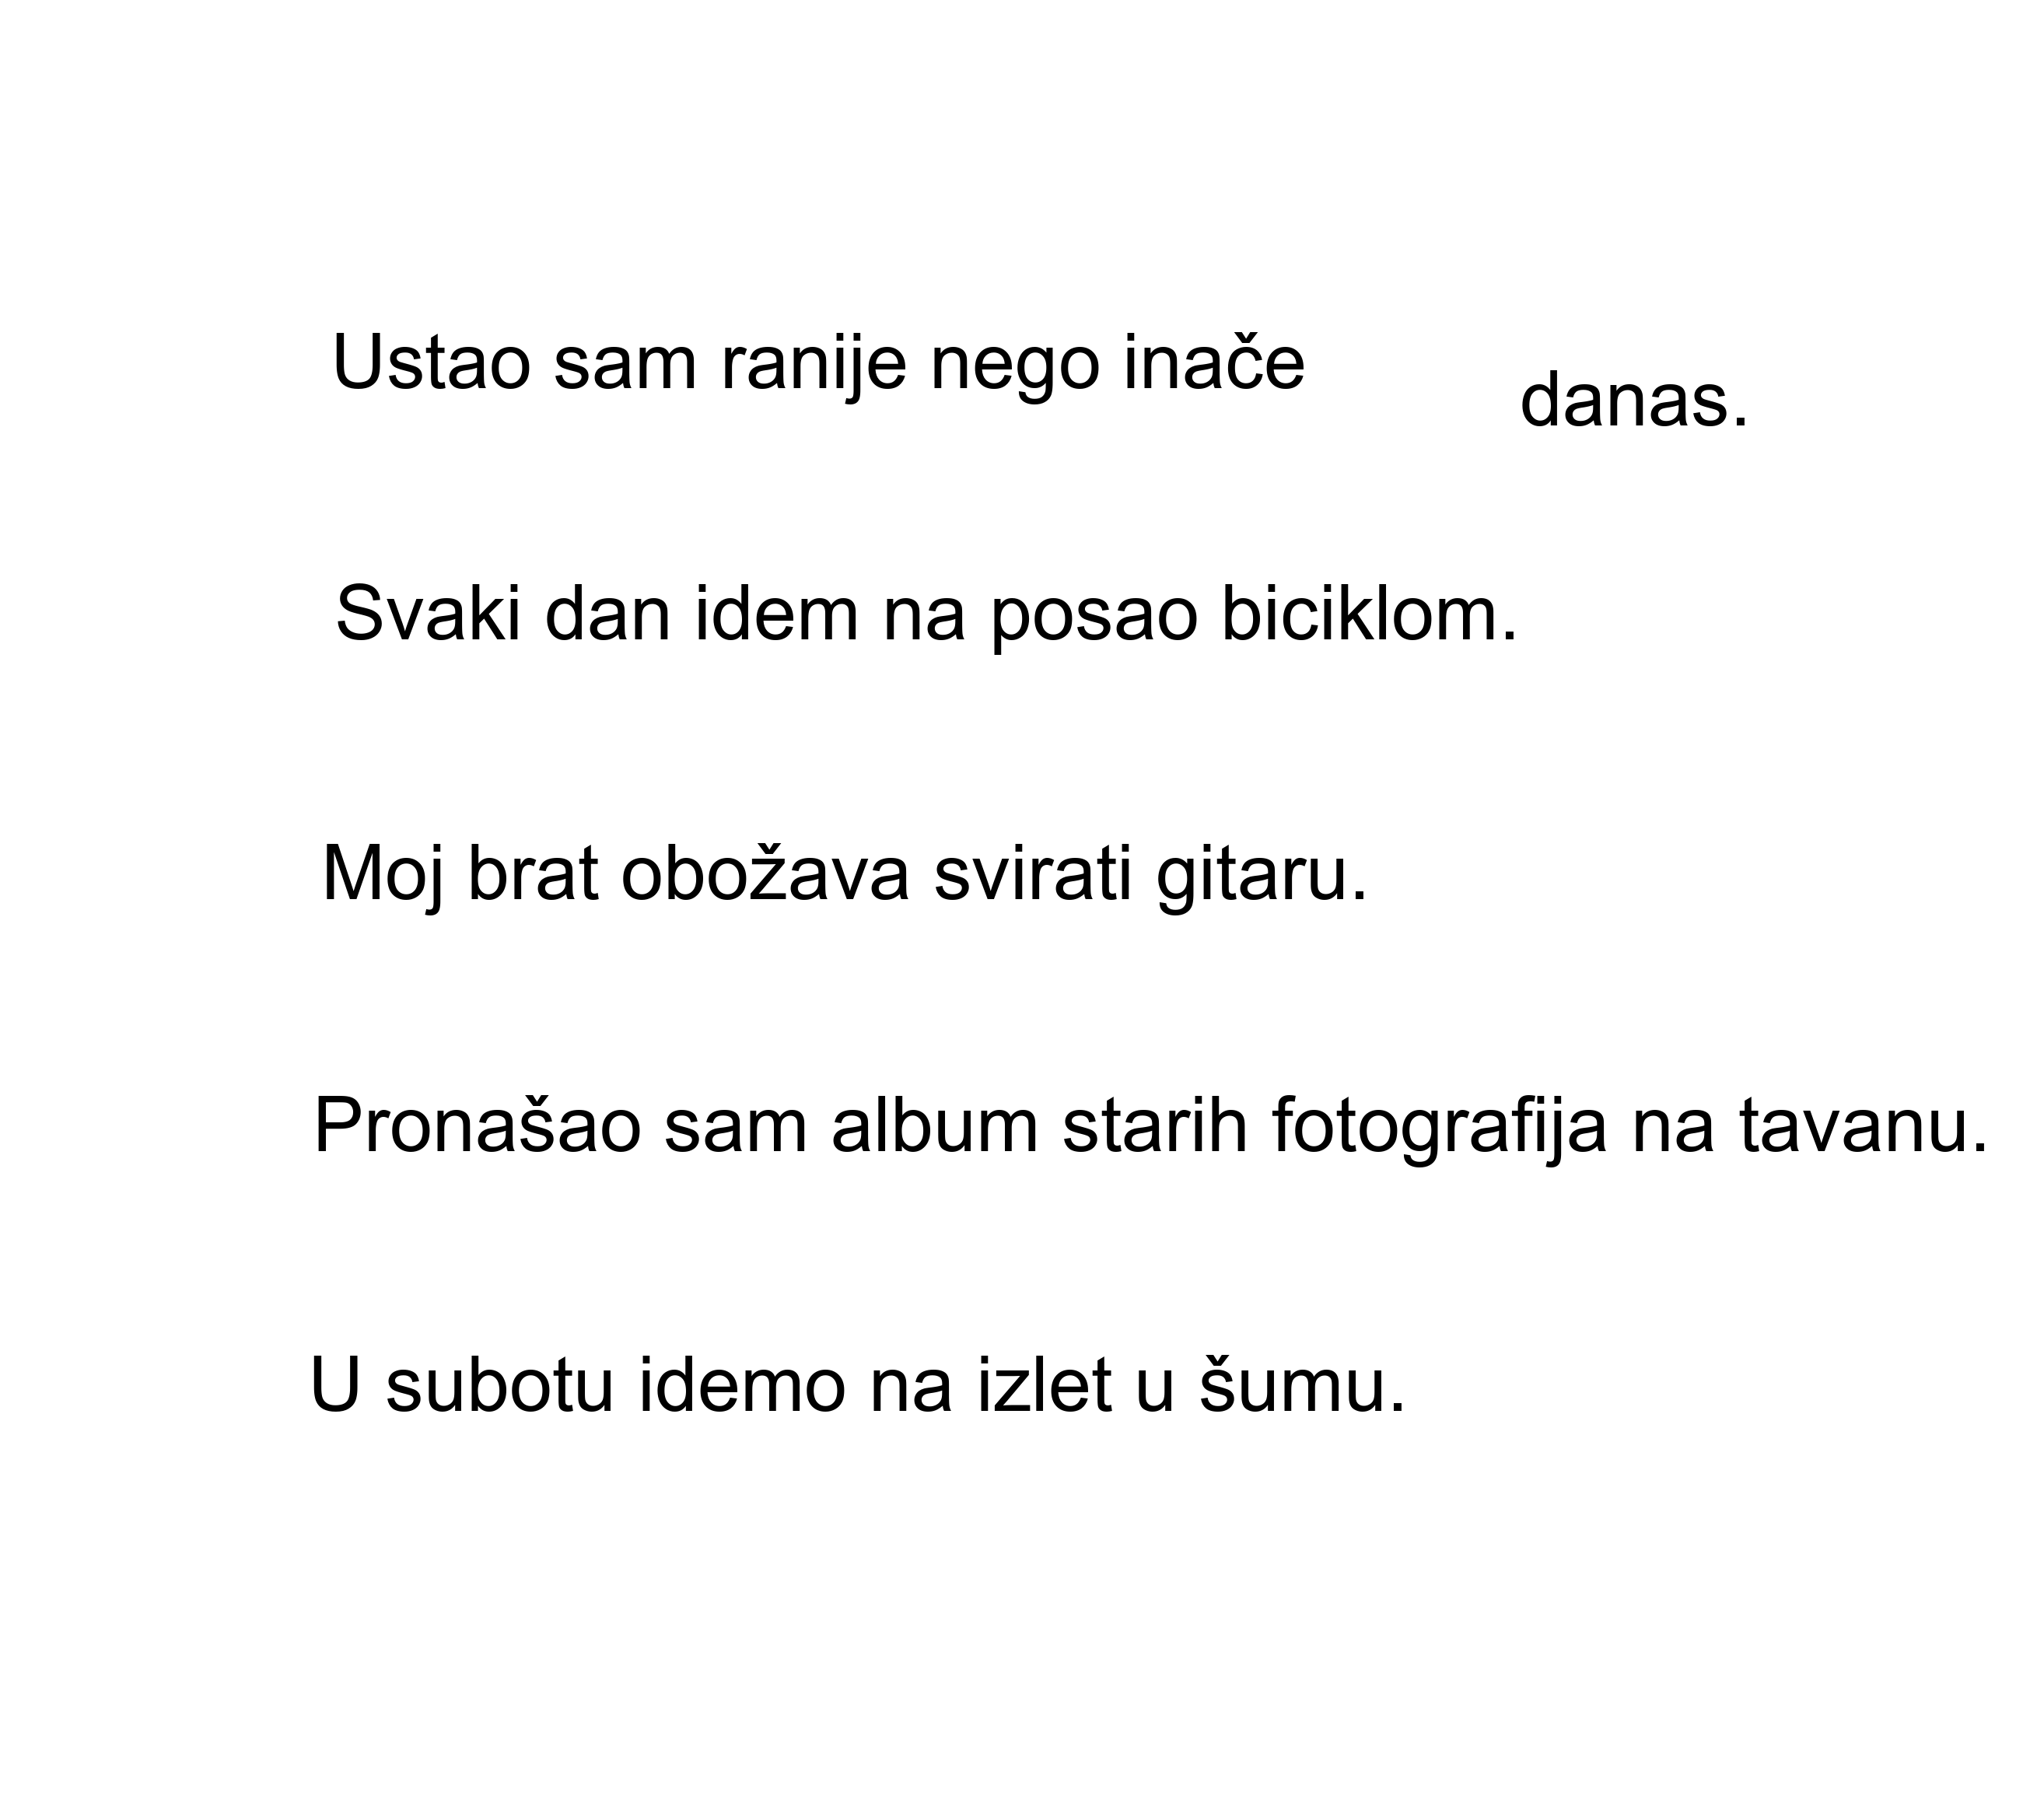 Ustao sam ranije nego inače danas.
Svaki dan idem na posao biciklom.
Moj brat obožava svirati gitaru.
Pronašao sam album starih fotografija na tavanu.
U subotu idemo na izlet u šumu.